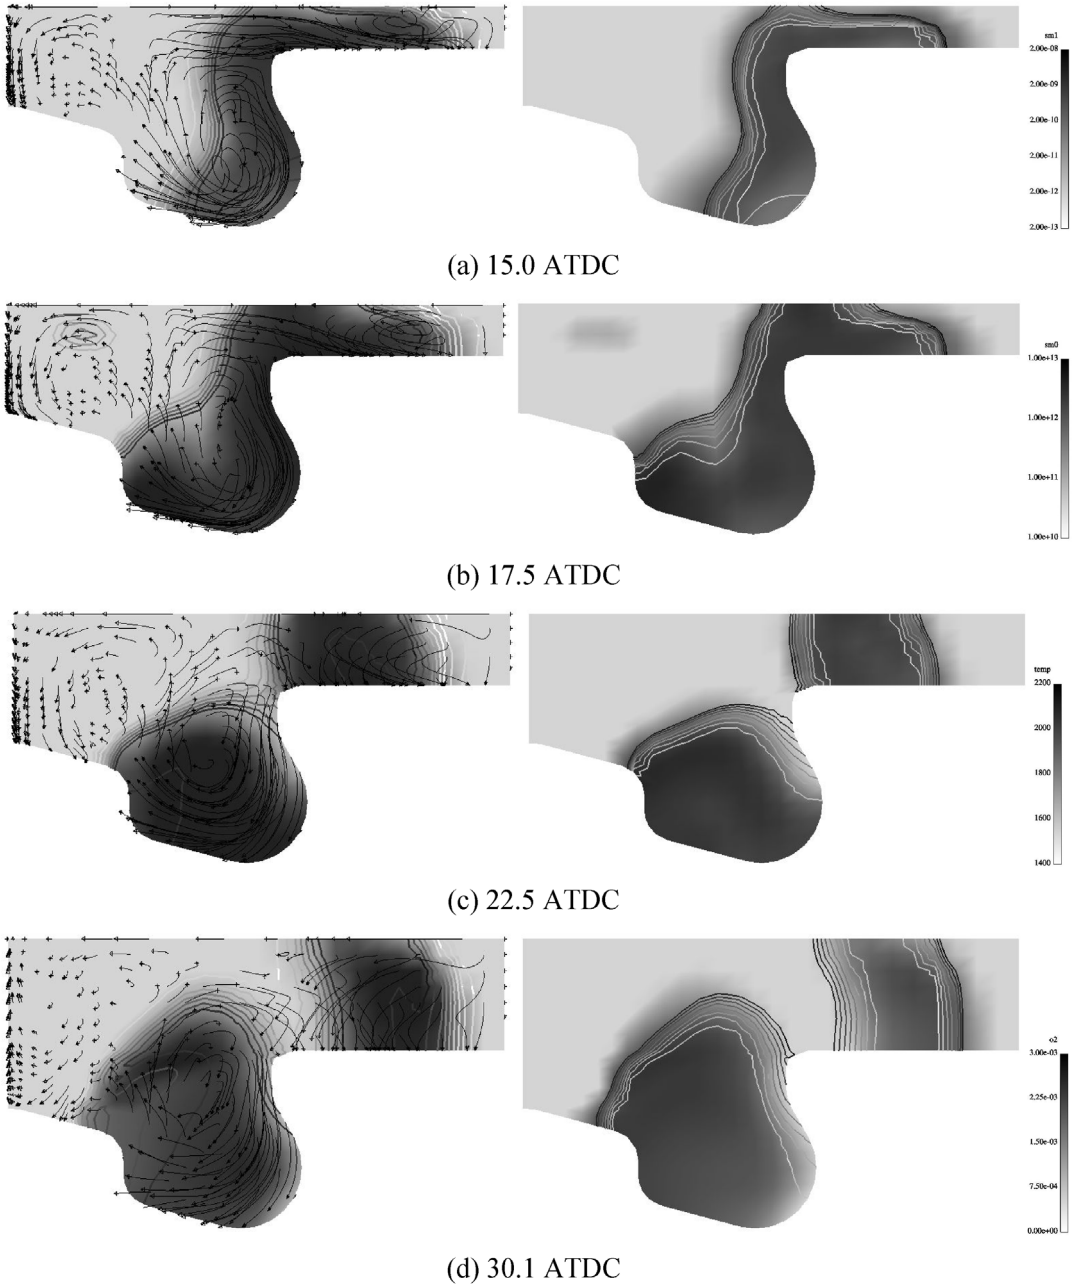 sm1
2.00e-08
2.00e-09
2.00e-10
2.00e-11
2.00e-12
2.00e-13
(a) 15.0 ATDC
sm0
1.00e+13
1.00e+12
1.00e+11
1.00e+10
(b) 17.5 ATDC
temp
2200
2000
1800
1600
1400
(c) 22.5 ATDC
o2
3.00e-03
2.25e-03
1.50e-03
7.50e-04
0.00e+00
(d) 30.1 ATDC